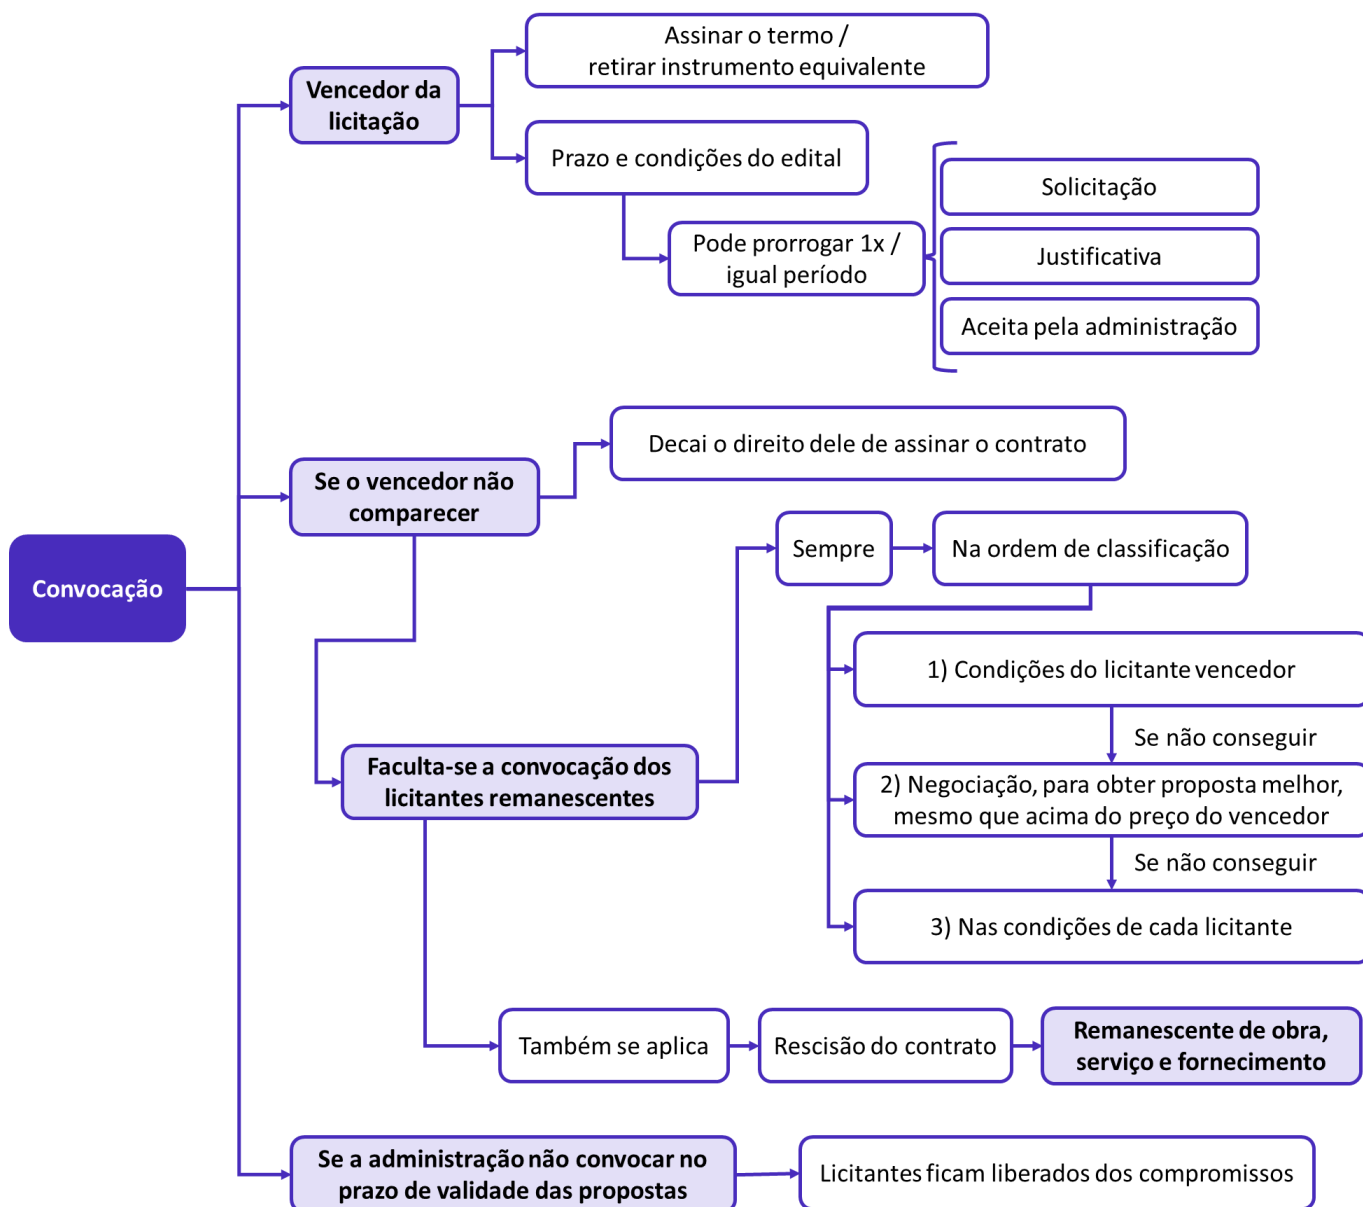 Assinar o termo /
retirar instrumento equivalente
Vencedor da
licitação
Prazo e condições do edital
Solicitação
Pode prorrogar 1x /
igual período
Justificativa
Aceita pela administração
Decai o direito dele de assinar o contrato
Se o vencedor não
comparecer
Sempre
Na ordem de classificação
Convocação
1) Condições do licitante vencedor
Se não conseguir
Faculta-se a convocação dos
licitantes remanescentes
2) Negociação, para obter proposta melhor,
mesmo que acima do preço do vencedor
Se não conseguir
3) Nas condições de cada licitante
Também se aplica
Rescisão do contrato
Remanescente de obra,
serviço e fornecimento
Se a administração não convocar no
prazo de validade das propostas
Licitantes ficam liberados dos compromissos